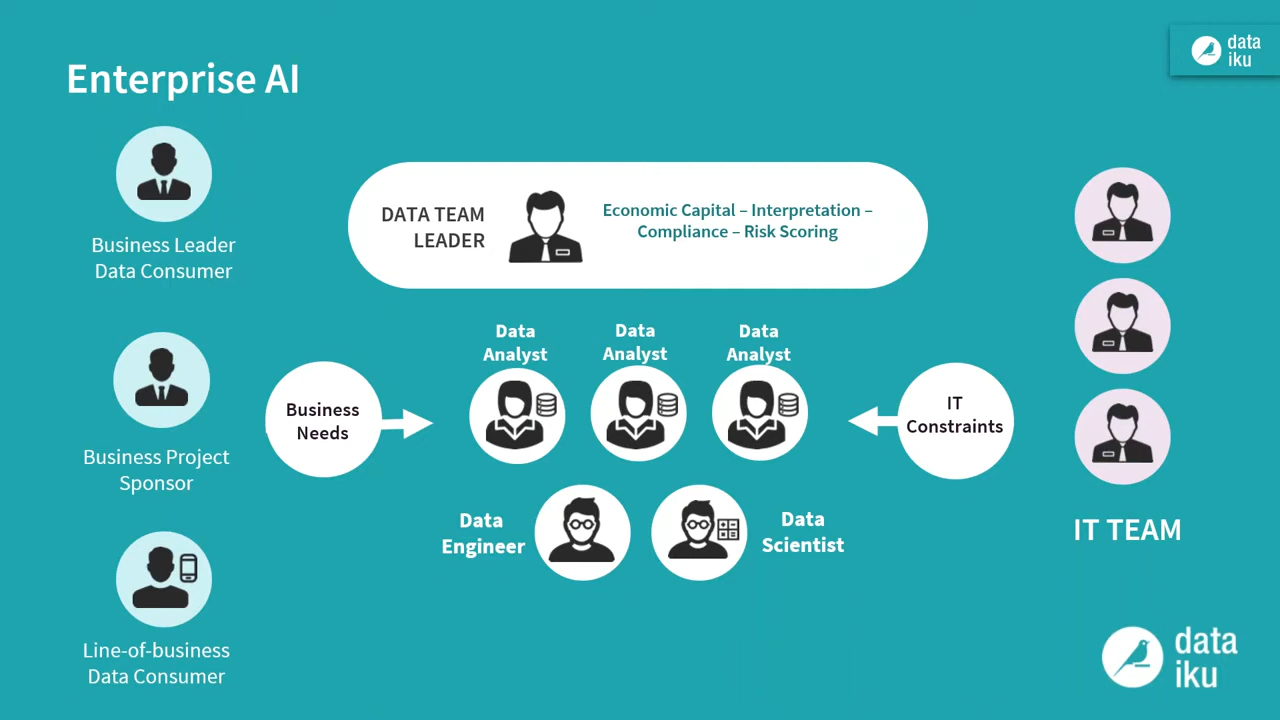 Enterprise AI
data
iku
Business Leader
Data Consumer
Business Project
Sponsor
Line-of-business
Data Consumer
Business
Needs
DATA TEAM
LEADER
Economic Capital – Interpretation –
Compliance – Risk Scoring
Data
Analyst
Data
Analyst
Data
Analyst
Data
Engineer
Data
Scientist
IT
Constraints
IT TEAM
data
iku